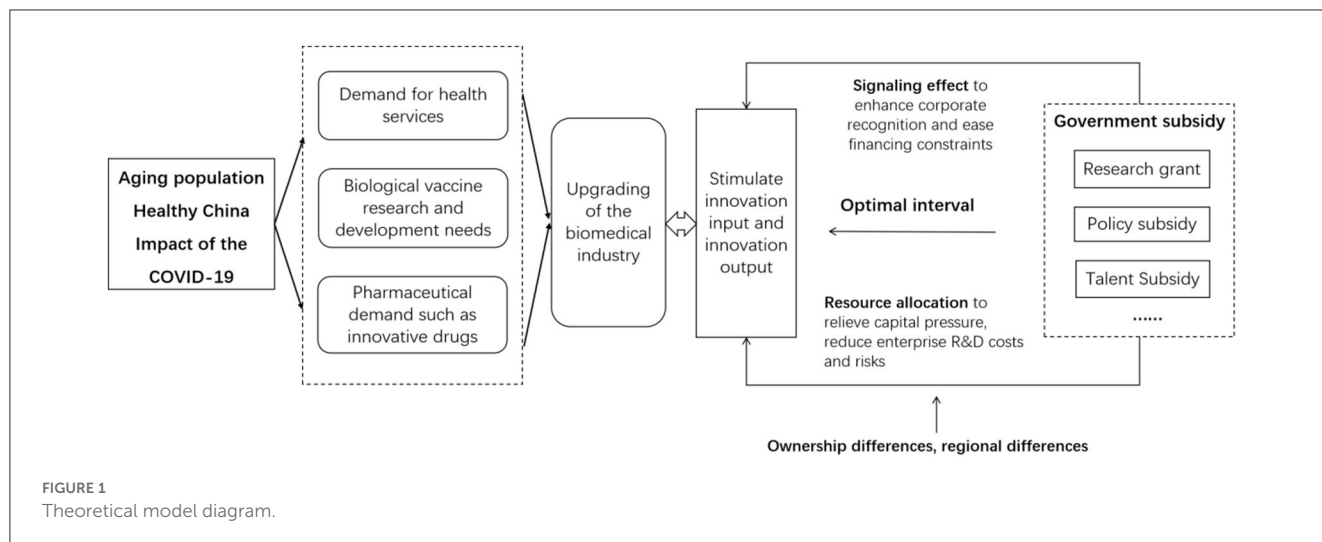 Aging population
Healthy China
Impact of the
COVID-19
Demand for health
services
Biological vaccine
research and
development needs
Pharmaceutical
demand such as
innovative drugs
Upgrading
of the
biomedical
industry
Stimulate
innovation
input and
innovation
output
Signaling effect to
enhance corporate
recognition and ease
financing constraints
Optimal interval
Resource allocation to
relieve capital pressure,
reduce enterprise R&D costs
and risks
Government subsidy
Research grant
Policy subsidy
Talent Subsidy
……
Ownership differences, regional differences
FIGURE 1
Theoretical model diagram.